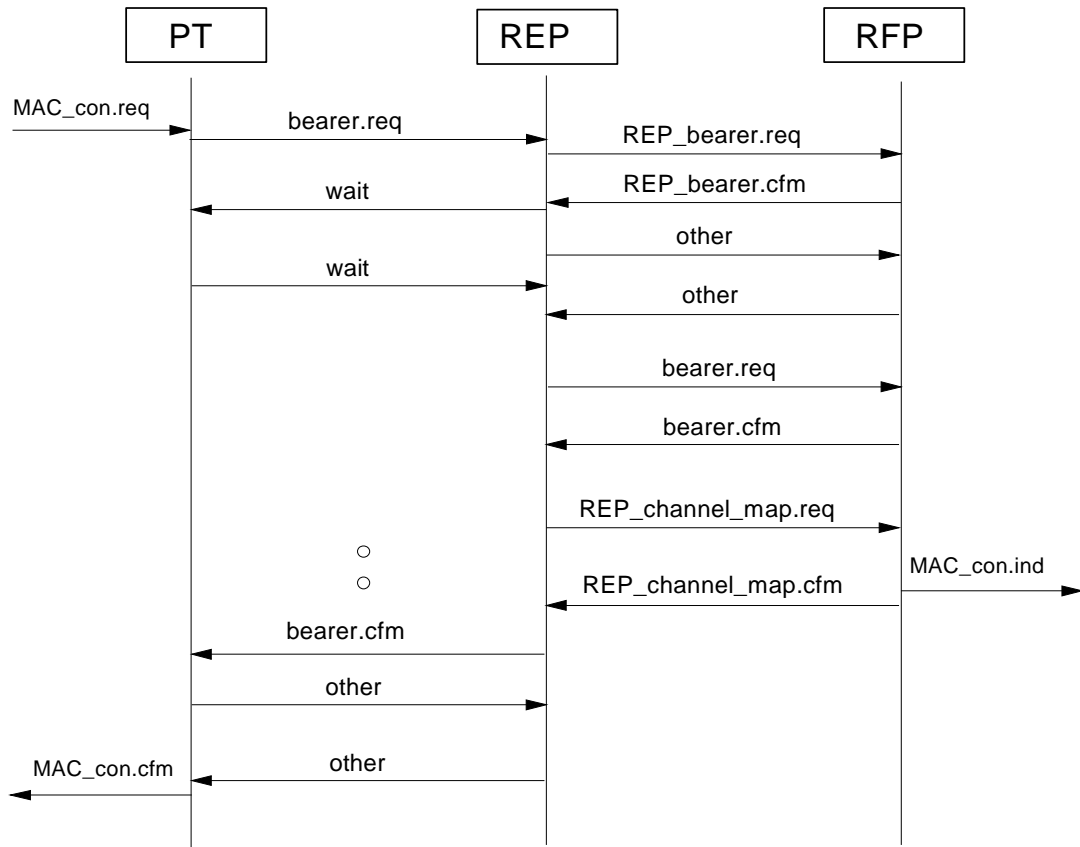 PT
REP
RFP
MAC_con.req
bearer.req
REP_bearer.req
REP_bearer.cfm
wait
other
wait
other
bearer.req
bearer.cfm
REP_channel_map.req
MAC_con.ind
REP_channel_map.cfm
bearer.cfm
other
other
MAC_con.cfm